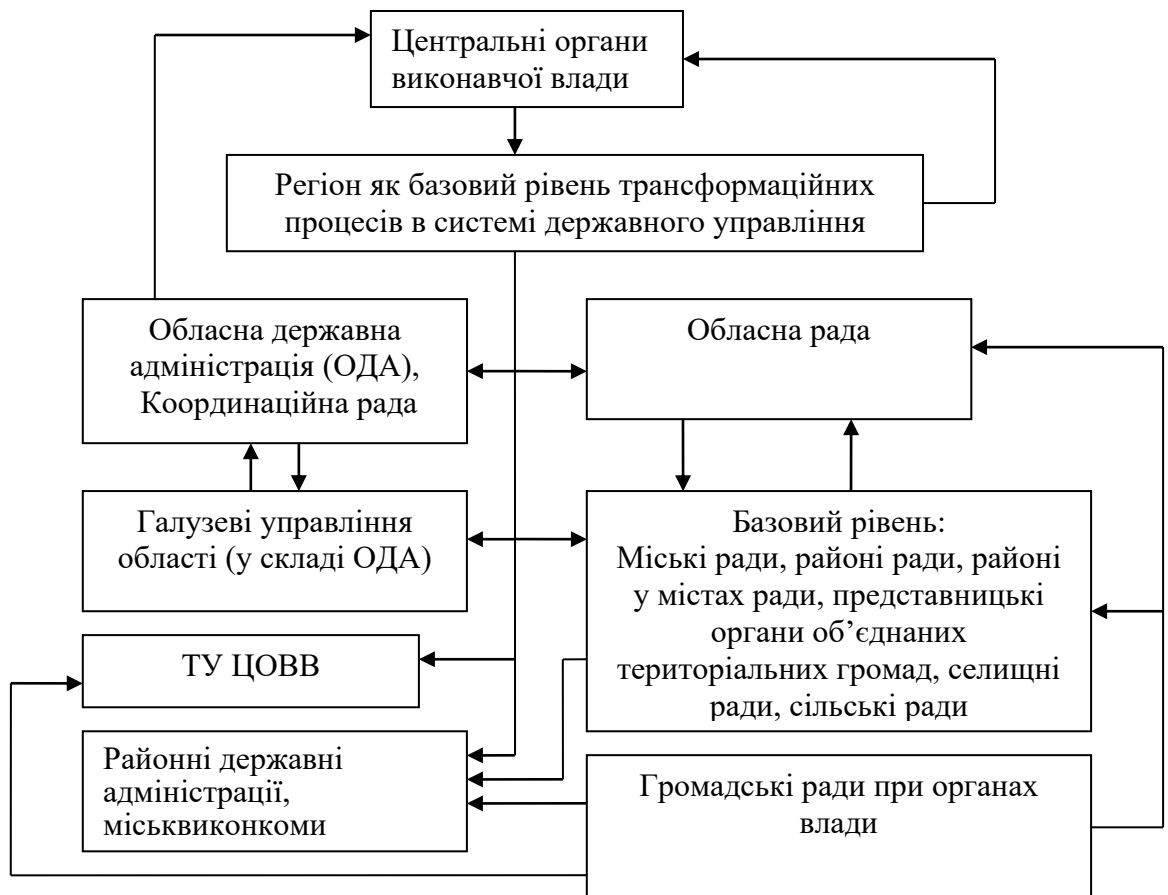 Центральні органи
виконавчої влади
Регіон як базовий рівень трансформаційних
процесів в системі державного управління
Обласна державна
адміністрація (ОДА),
Координаційна рада
Обласна рада
Галузеві управління
області (у складі ОДА)
Базовий рівень:
Міські ради, районі ради, районі
у містах ради, представницькі
органи об’єднаних
територіальних громад, селищні
ради, сільські ради
ТУ ЦОВВ
Районні державні
адміністрації,
міськвиконкоми
Громадські ради при органах
влади